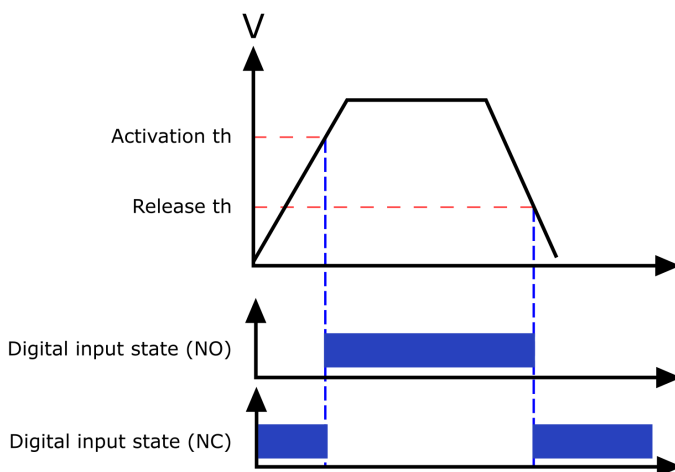 V
Activation th
Release th
Digital input state (NO)
Digital input state (NC)